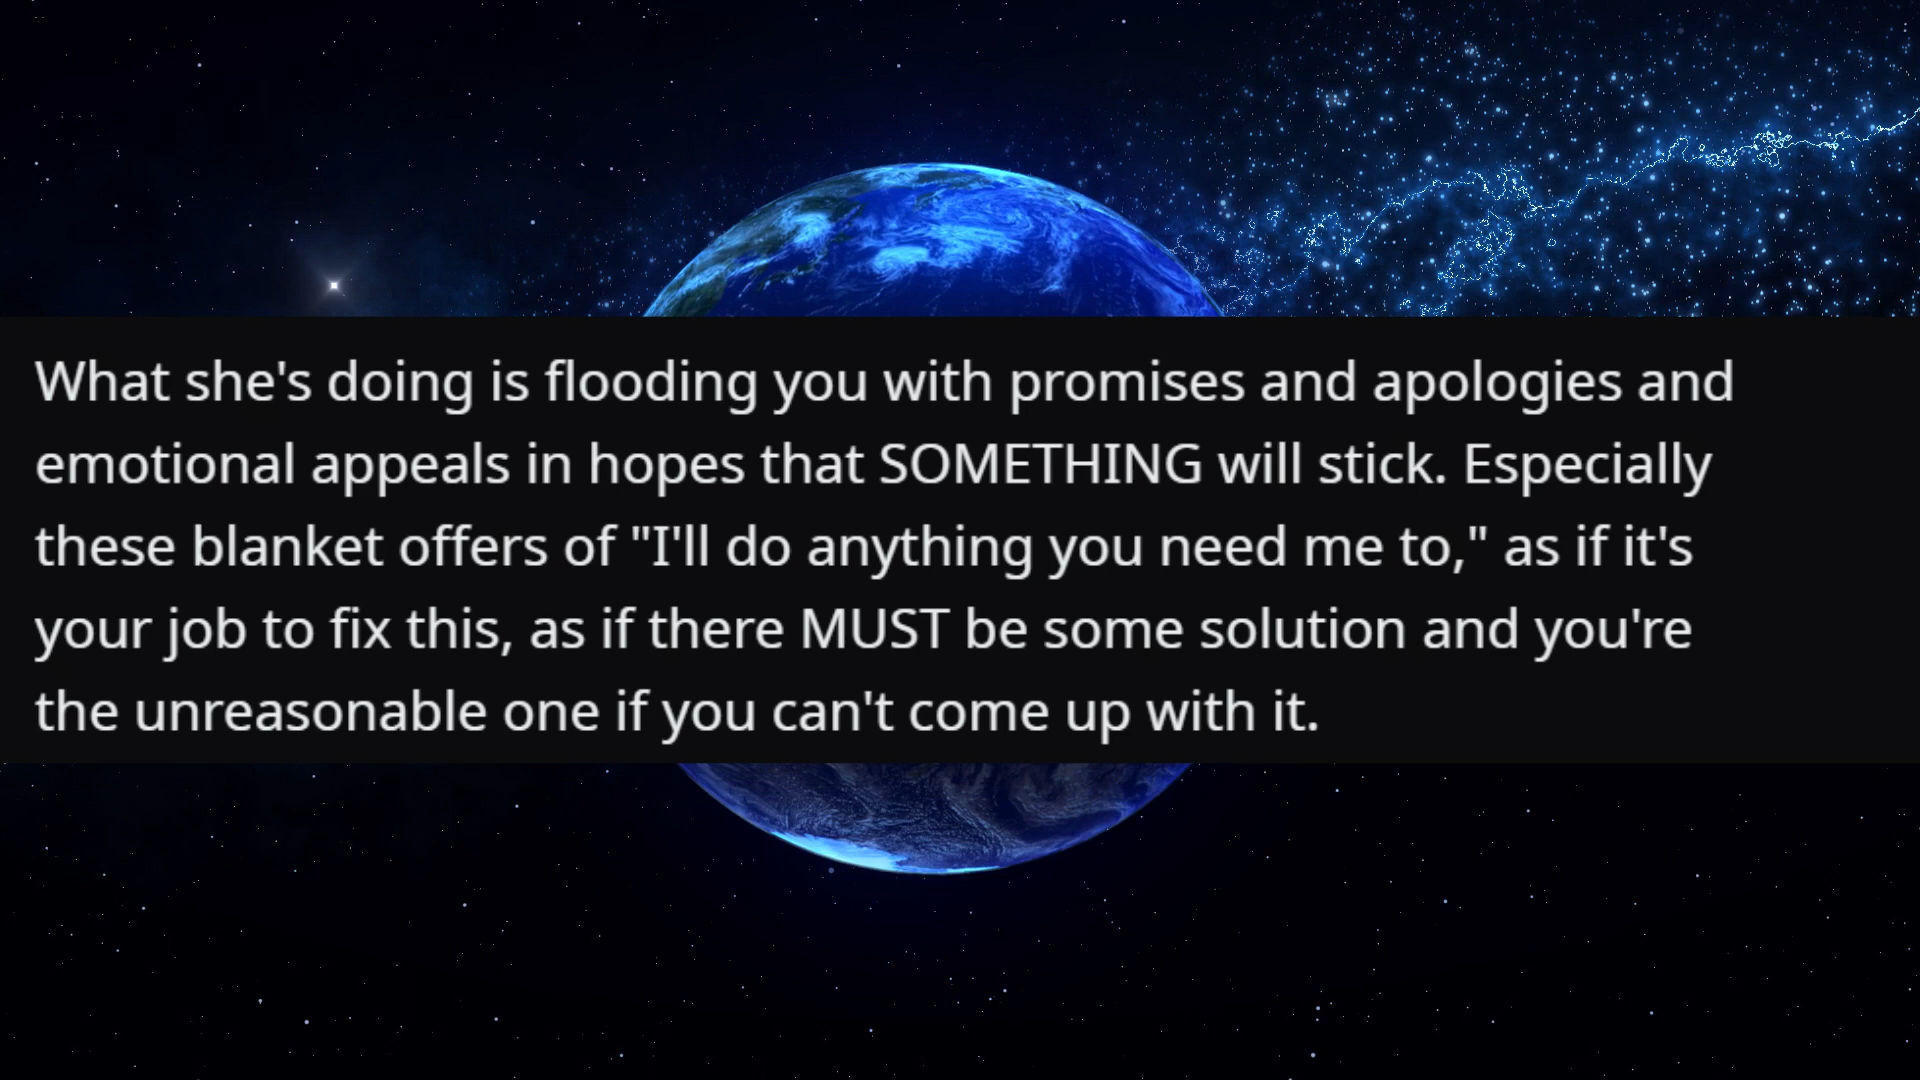 What she's doing is flooding you with promises and apologies and
emotional appeals in hopes that SOMETHING will stick. Especially
these blanket offers of "I'll do anything you need me to," as if it's
your job to fix this, as if there MUST be some solution and you're
the unreasonable one if you can't come up with it.